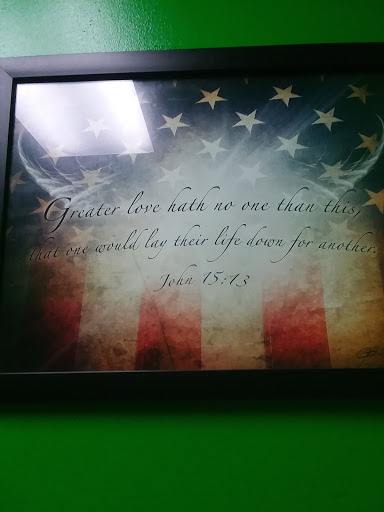 Greater love hath no one than this,
that one would lay their life down for another.
John 15:13